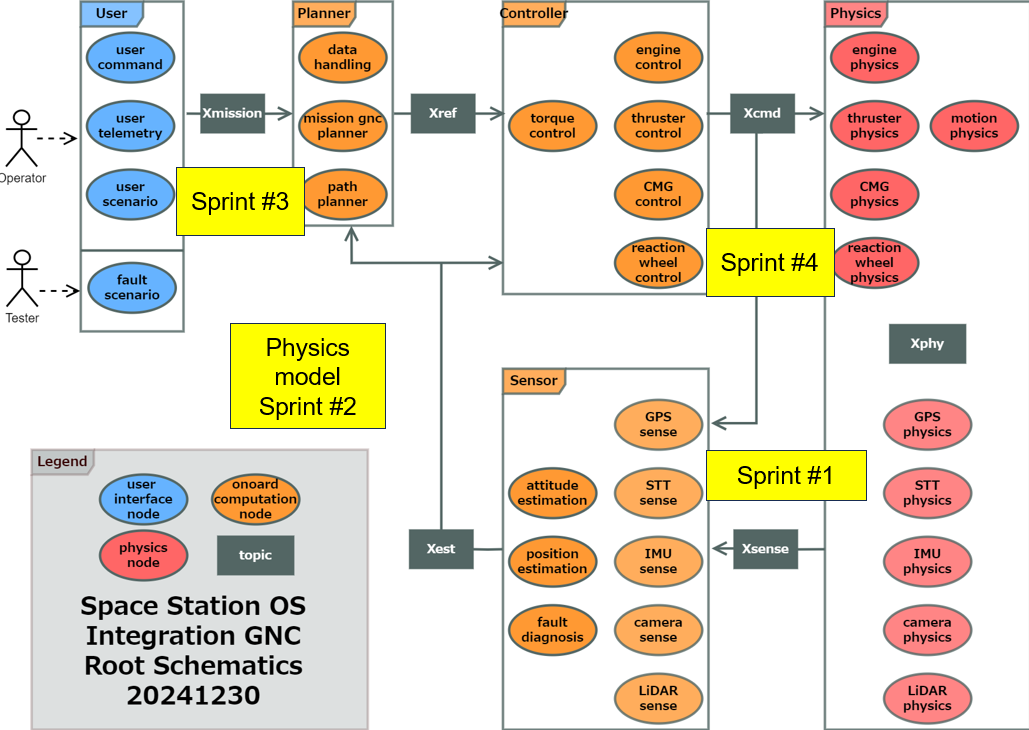 User
user
command
user
telemetry
user
scenario
fault
scenario
Operator
Tester
Xmission
Sprint #3
Planner
data
handling
mission gnc
planner
path
planner
Xref
Controller
engine
control
torque
control
thruster
control
CMG
control
reaction
wheel
control
Xcmd
Sprint #4
Physics
engine
physics
thruster
physics
motion
physics
CMG
physics
reaction
wheel
physics
Xphy
GPS
physics
STT
physics
IMU
physics
camera
physics
LiDAR
physics
Physics
model
Sprint #2
Sensor
GPS
sense
attitude
estimation
STT
sense
position
estimation
IMU
sense
fault
diagnosis
camera
sense
LiDAR
sense
Sprint #1
Xsense
Xest
Legend
user
interface
node
onboard
computation
node
physics
node
topic
Space Station OS
Integration GNC
Root Schematics
20241230